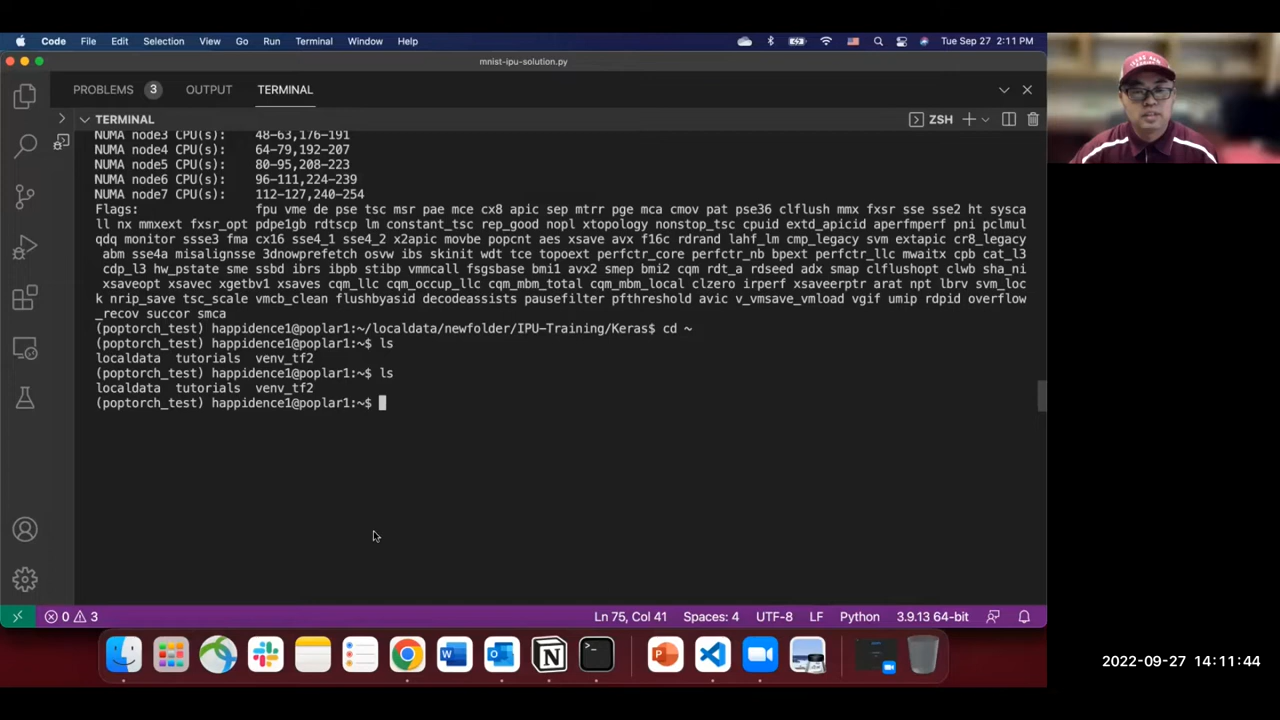 Code File Edit Selection View Go Run Terminal Window Help Tue Sep 27 2:11 PM
mnist-ipu-solution.py
PROBLEMS 3 OUTPUT TERMINAL
TERMINAL ZSH
NUMA node3 CPU(s): 48-63,176-191
NUMA node4 CPU(s): 64-79,192-207
NUMA node5 CPU(s): 80-95,208-223
NUMA node6 CPU(s): 96-111,224-239
NUMA node7 CPU(s): 112-127,240-254
Flags: fpu vme de pse tsc msr pae mce cx8 apic sep mtrr pge mca cmov pat pse36 clflush mmx fxsr sse sse2 ht sysca
ll nx mmxext fxsr_opt pdpe1gb rdtscp lm constant_tsc rep_good nopl xtopology nonstop_tsc cpuid extd_apicid aperfmperf pni pclmul
qdq monitor ssse3 fma cx16 sse4_1 sse4_2 x2apic movbe popcnt aes xsave avx f16c rdrand lahf_lm cmp_legacy svm extapic cr8_legacy
abm sse4a misalignsse 3dnowprefetch osvw ibs skinit wdt tce topoext perfctr_core perfctr_nb bpext perfctr_llc mwaitx cpb cat_l3
cdp_l3 hw_pstate sme ssbd ibrs ibpb stibp vmmcall fsgsbase bmi1 avx2 smep bmi2 cqm rdt_a rdseed adx smap clflushopt clwb sha_ni
xsaveopt xsavec xgetbv1 xsaves cqm_llc cqm_occup_llc cqm_mbm_total cqm_mbm_local clzero irperf xsaveerptr arat npt lbrv svm_loc
k nrip_save tsc_scale vmcb_clean flushbyasid decodeassists pausefilter pfthreshold avic v_vmsave_vmload vgif umip rdpid overflow
_recov succor smca
(poptorch_test) happidence1@poplar1:~/localdata/newfolder/IPU-Training/Keras$ cd ~
(poptorch_test) happidence1@poplar1:~$ ls
localdata tutorials venv_tf2
(poptorch_test) happidence1@poplar1:~$ ls
localdata tutorials venv_tf2
(poptorch_test) happidence1@poplar1:~$
0 3 Ln 75, Col 41 Spaces: 4 UTF-8 LF Python 3.9.13 64-bit
2022-09-27 14:11:44